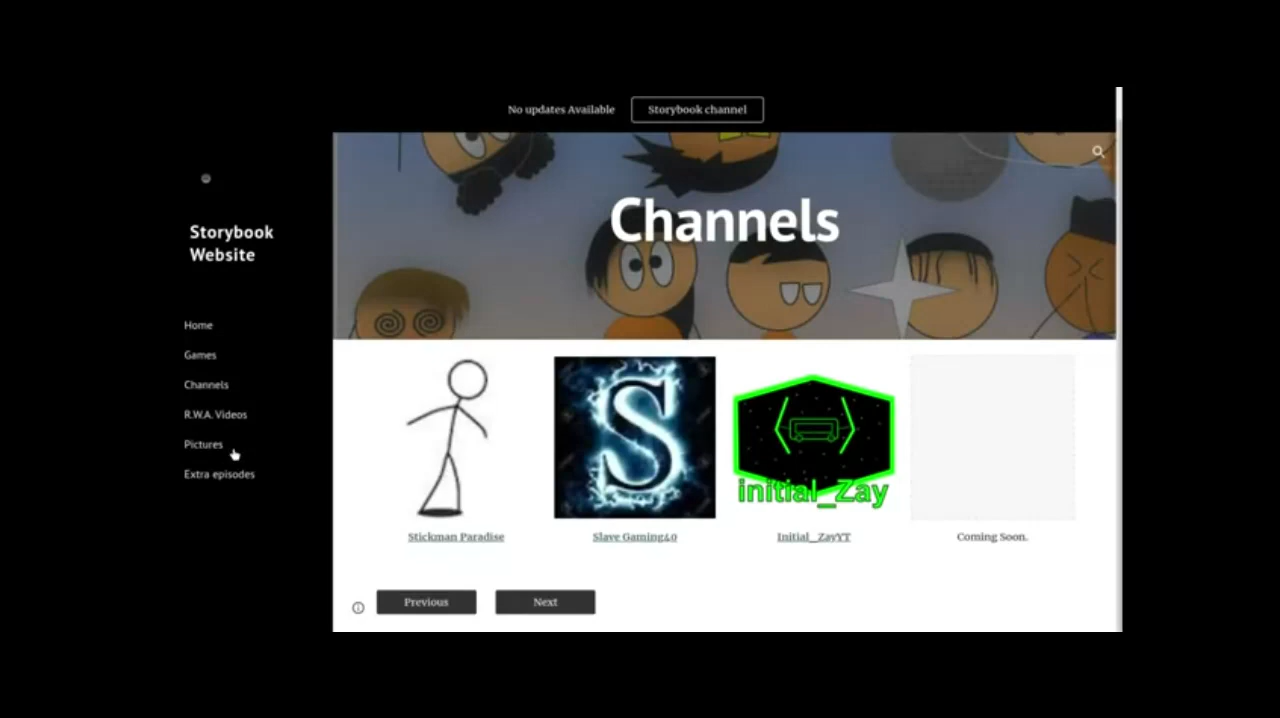 No updates Available
Storybook channel
Channels
Storybook
Website
Home
Games
Channels
R.W.A. Videos
Pictures
Extra episodes
S
initial_Zay
Stickman Paradise
Slave Gaming40
Initial_ZayYT
Coming Soon.
Previous
Next